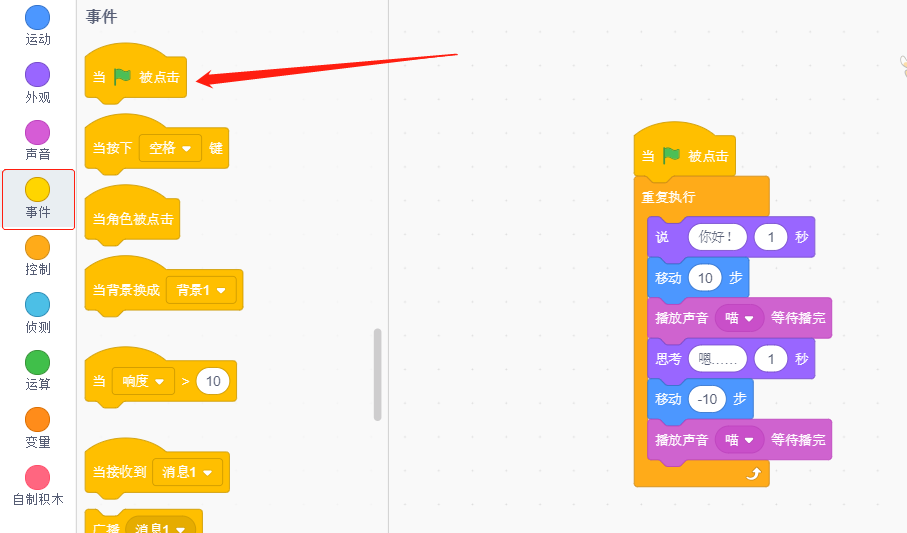 运动
外观
声音
事件
控制
侦测
运算
变量
自制积木
事件
当 被点击
当按下 空格 键
当角色被点击
当背景换成 背景1
当 响度 > 10
当接收到 消息1
广播 消息1
当 被点击
重复执行
说 你好! 1 秒
移动 10 步
播放声音 喵 等待播完
思考 嗯…… 1 秒
移动 -10 步
播放声音 喵 等待播完